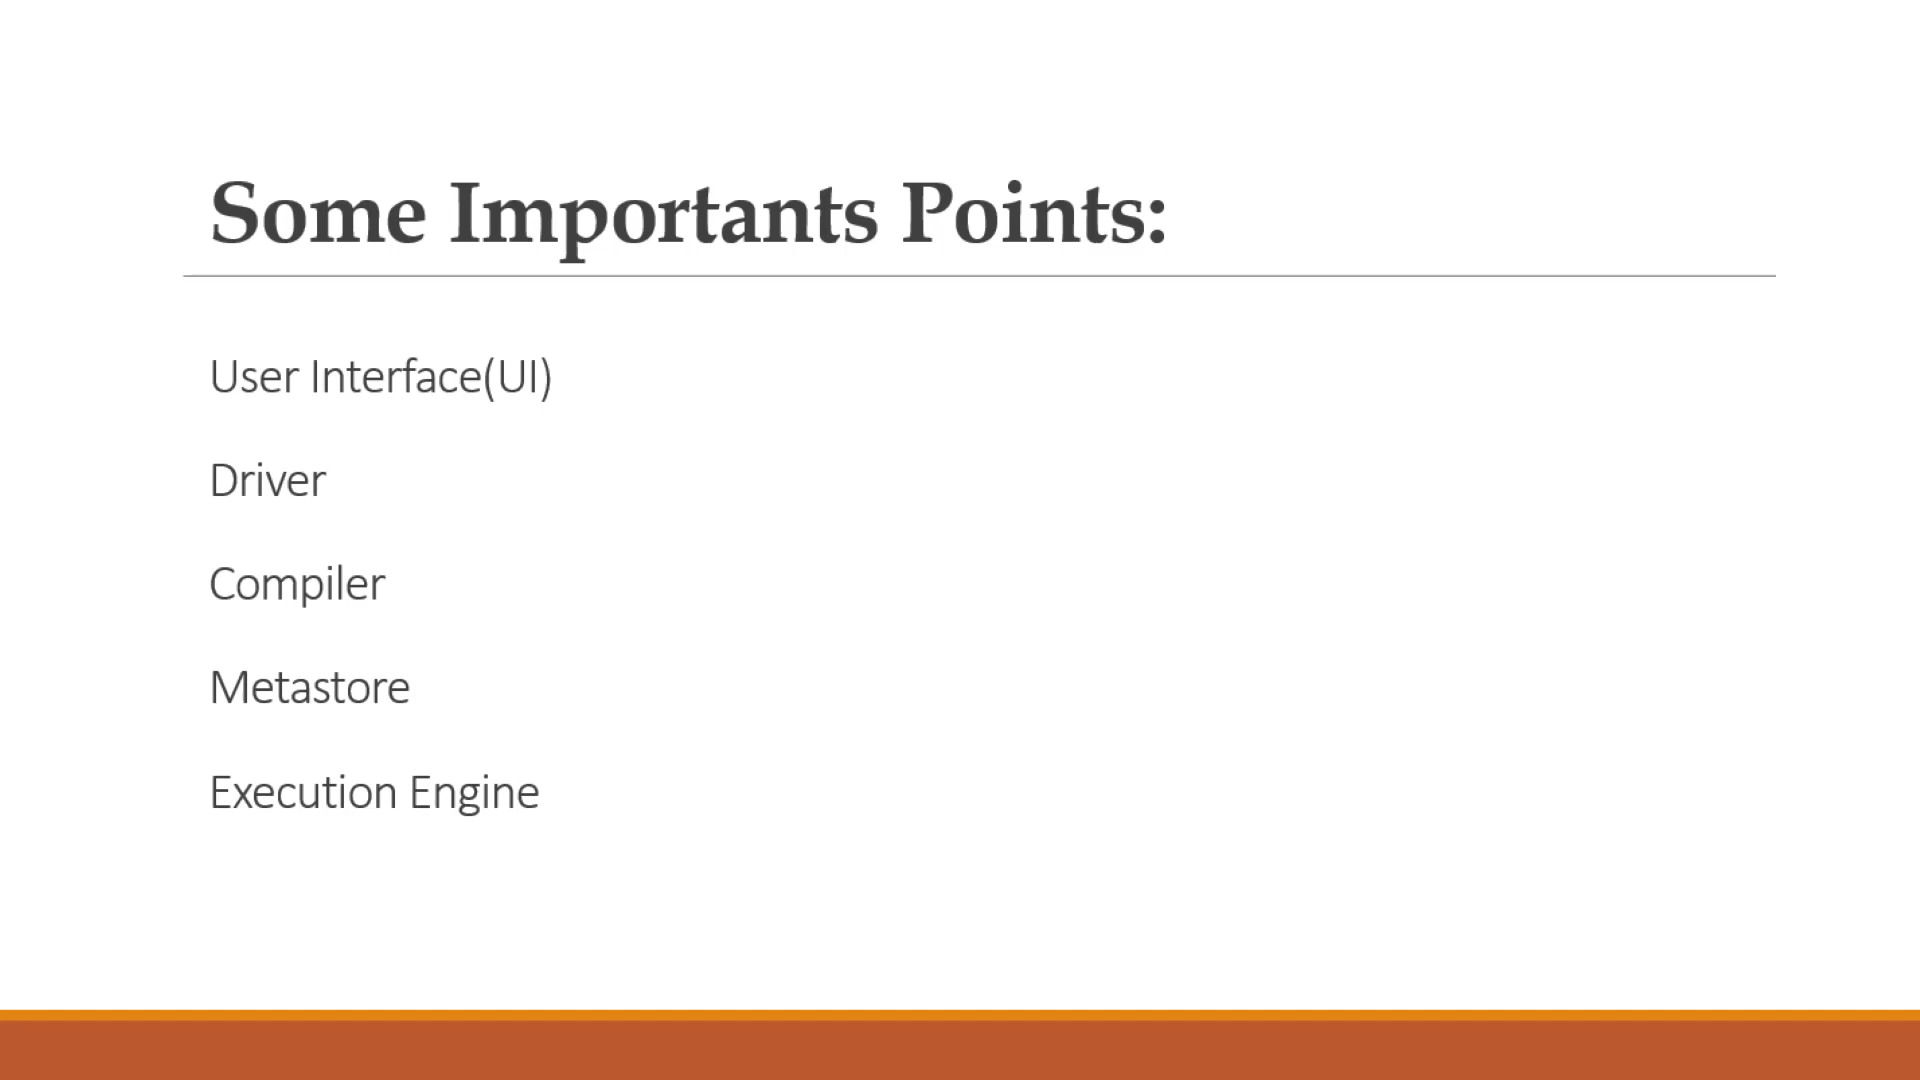 Some Importants Points:
User Interface(UI)
Driver
Compiler
Metastore
Execution Engine